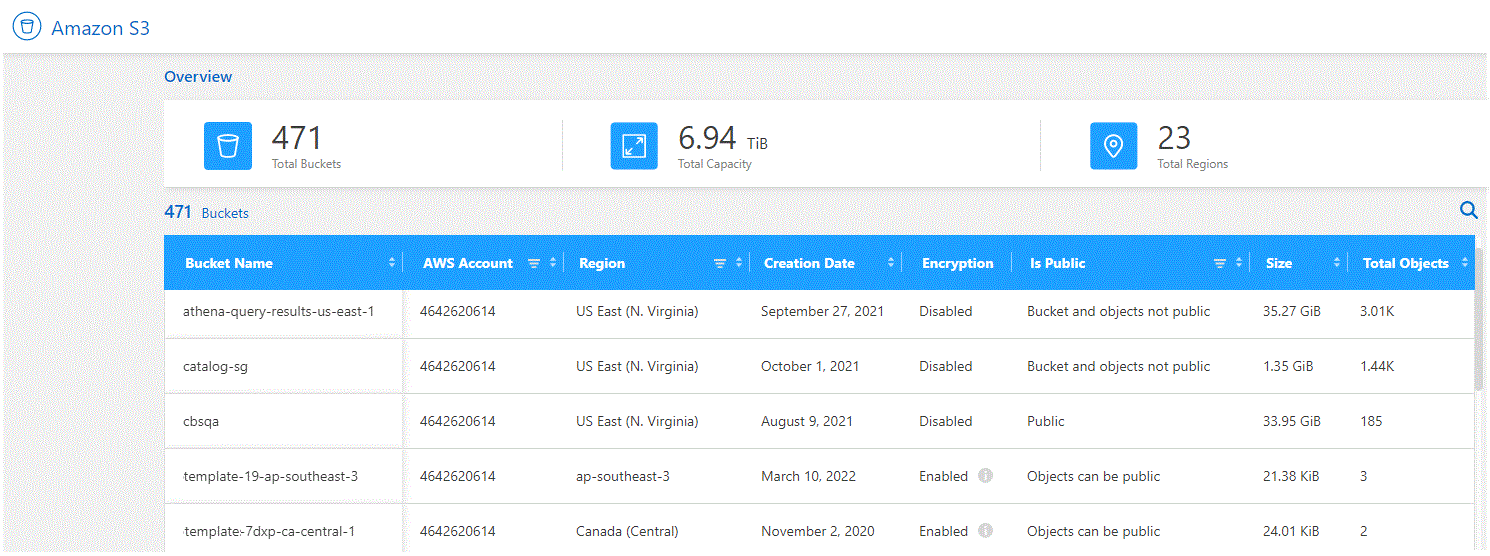 Amazon S3
Overview
471 6.94 TiB 23
Total Buckets Total Capacity Total Regions
471 Buckets
Bucket Name AWS Account Region Creation Date Encryption Is Public Size Total Objects
athena-query-results-us-east-1 4642620614 US East (N. Virginia) September 27, 2021 Disabled Bucket and objects not public 35.27 GiB 3.01K
catalog-sg 4642620614 US East (N. Virginia) October 1, 2021 Disabled Bucket and objects not public 1.35 GiB 1.44K
cbsqa 4642620614 US East (N. Virginia) August 9, 2021 Disabled Public 33.95 GiB 185
template-19-ap-southeast-3 4642620614 ap-southeast-3 March 10, 2022 Enabled Objects can be public 21.38 KiB 3
template-7dxp-ca-central-1 4642620614 Canada (Central) November 2, 2020 Enabled Objects can be public 24.01 KiB 2